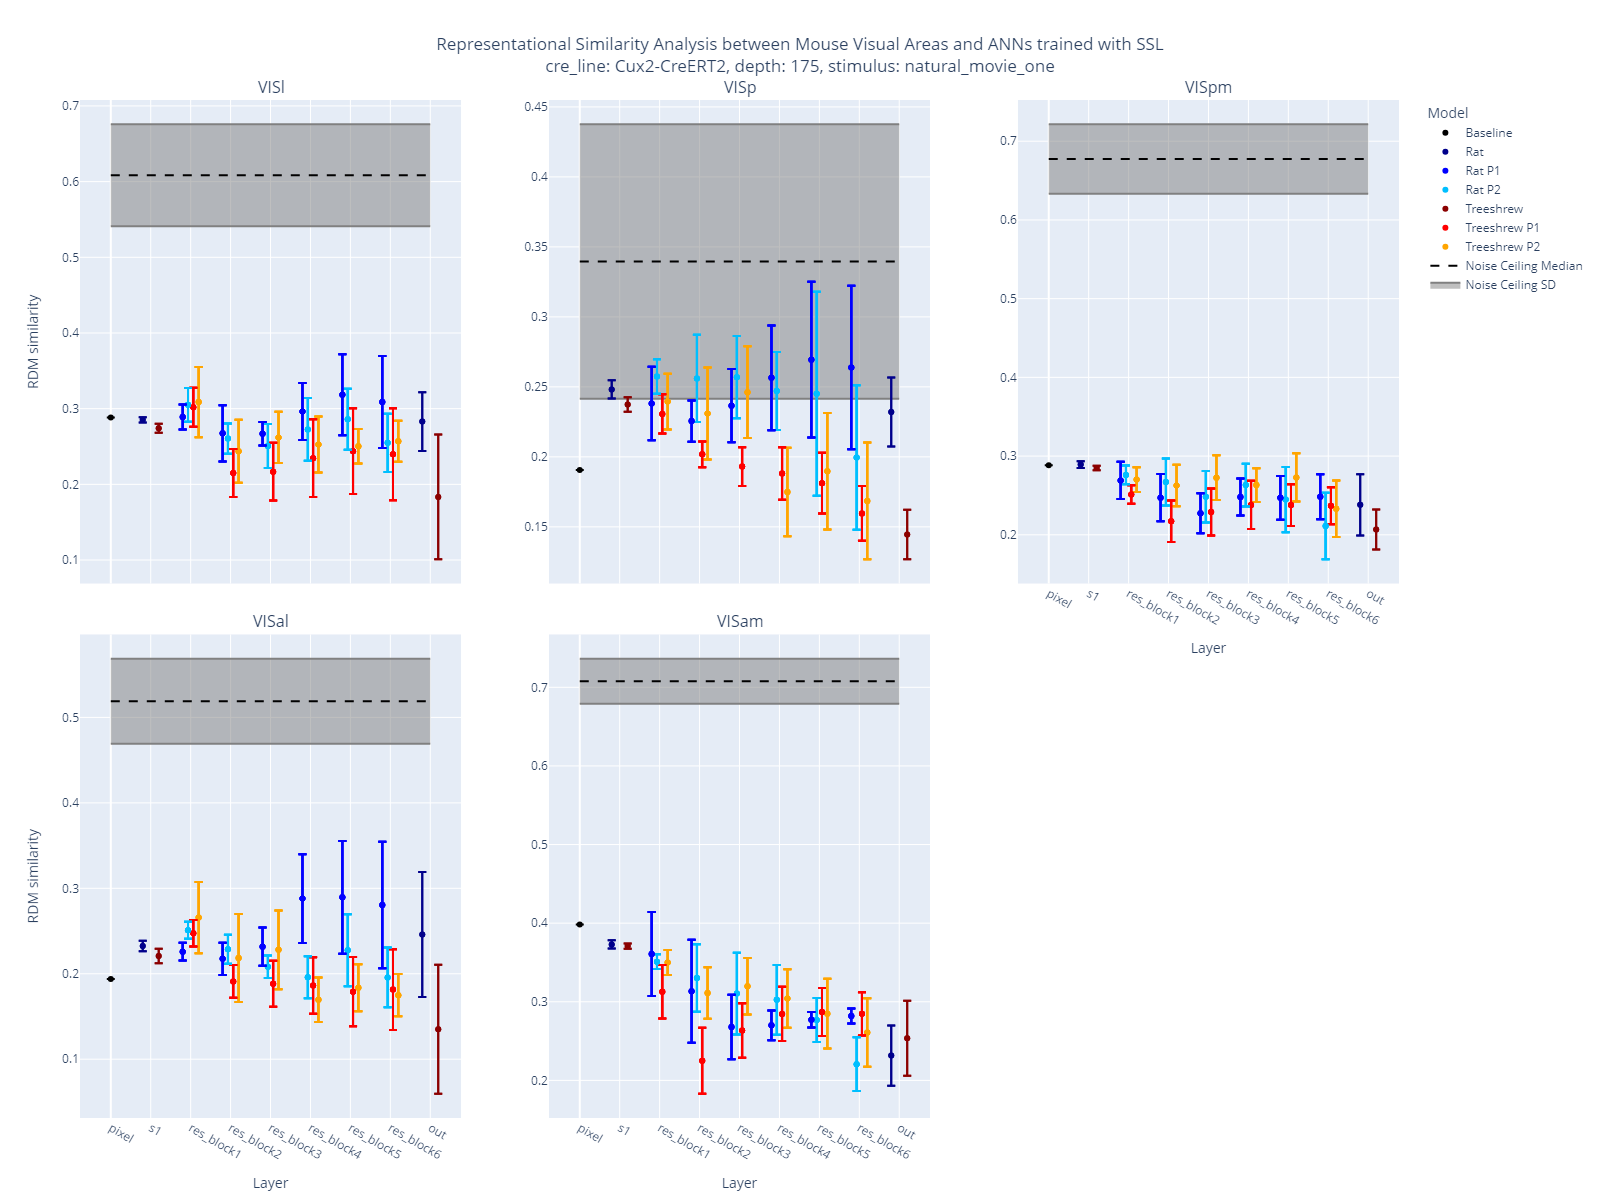 Representational Similarity Analysis between Mouse Visual Areas and ANNs trained with SSL
cre_line: Cux2-CreERT2, depth: 175, stimulus: natural_movie_one
VISl
VISp
VISpm
0.7
0.6
0.5
0.4
0.3
0.2
0.1
RDM similarity
0.45
0.4
0.35
0.3
0.25
0.2
0.15
0.7
0.6
0.5
0.4
0.3
0.2
pixel
s1
res_block1
res_block2
res_block3
res_block4
res_block5
res_block6
out
Layer
Model
Baseline
Rat
Rat P1
Rat P2
Treeshrew
Treeshrew P1
Treeshrew P2
Noise Ceiling Median
Noise Ceiling SD
VISal
VISam
0.5
0.4
0.3
0.2
0.1
RDM similarity
pixel
s1
res_block1
res_block2
res_block3
res_block4
res_block5
res_block6
out
Layer
0.7
0.6
0.5
0.4
0.3
0.2
pixel
s1
res_block1
res_block2
res_block3
res_block4
res_block5
res_block6
out
Layer